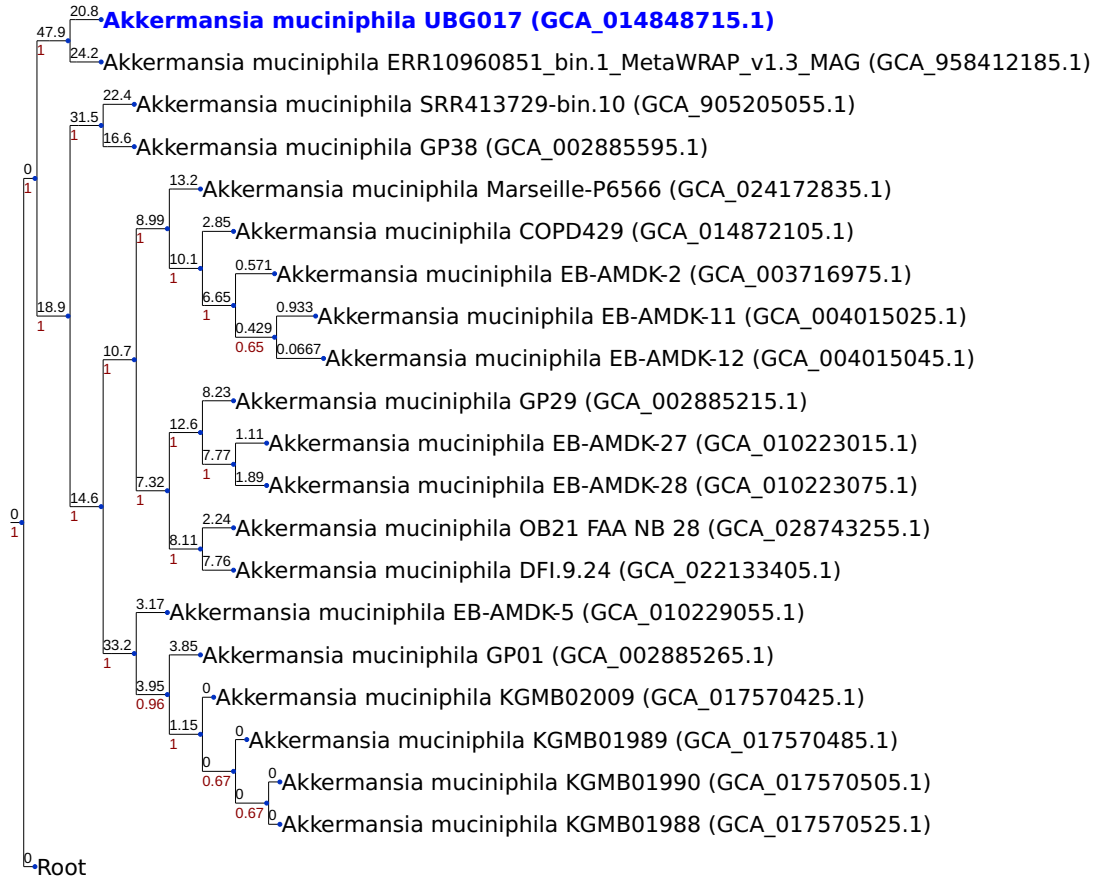 20.8
Akkermansia muciniphila UBG017 (GCA_014848715.1)
47.9
1
24.2
Akkermansia muciniphila ERR10960851_bin.1_MetaWRAP_v1.3_MAG (GCA_958412185.1)
22.4
Akkermansia muciniphila SRR413729-bin.10 (GCA_905205055.1)
31.5
1
16.6
Akkermansia muciniphila GP38 (GCA_002885595.1)
0
1
13.2
Akkermansia muciniphila Marseille-P6566 (GCA_024172835.1)
8.99
1
2.85
Akkermansia muciniphila COPD429 (GCA_014872105.1)
10.1
1
0.571
Akkermansia muciniphila EB-AMDK-2 (GCA_003716975.1)
6.65
1
0.933
Akkermansia muciniphila EB-AMDK-11 (GCA_004015025.1)
18.9
1
0.429
0.65
0.0667
Akkermansia muciniphila EB-AMDK-12 (GCA_004015045.1)
10.7
1
8.23
Akkermansia muciniphila GP29 (GCA_002885215.1)
12.6
1
1.11
Akkermansia muciniphila EB-AMDK-27 (GCA_010223015.1)
7.77
1
1.89
Akkermansia muciniphila EB-AMDK-28 (GCA_010223075.1)
7.32
1
14.6
1
2.24
Akkermansia muciniphila OB21 FAA NB 28 (GCA_028743255.1)
0
1
8.11
1
7.76
Akkermansia muciniphila DFI.9.24 (GCA_022133405.1)
3.17
Akkermansia muciniphila EB-AMDK-5 (GCA_010229055.1)
33.2
1
3.85
Akkermansia muciniphila GP01 (GCA_002885265.1)
3.95
0.96
0
Akkermansia muciniphila KGMB02009 (GCA_017570425.1)
1.15
1
0
Akkermansia muciniphila KGMB01989 (GCA_017570485.1)
0
0.67
0
Akkermansia muciniphila KGMB01990 (GCA_017570505.1)
0
0.67
0
Akkermansia muciniphila KGMB01988 (GCA_017570525.1)
0
Root